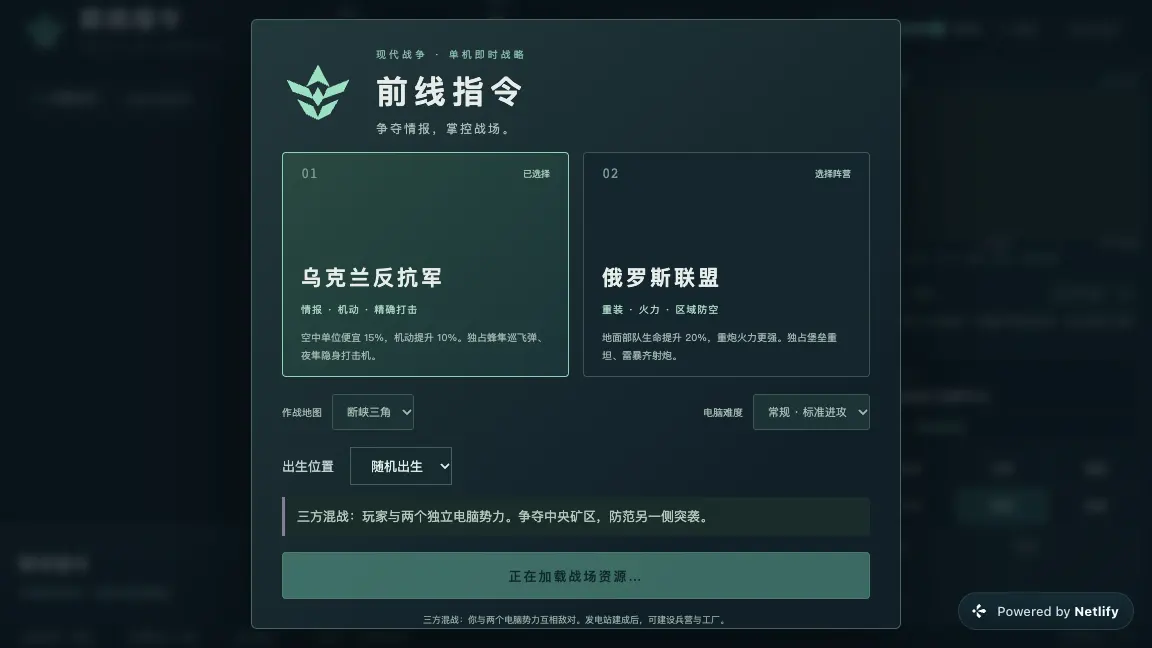 现代战争 · 单机即时战略
前线指令
争夺情报，掌控战场。
01
已选择
乌克兰反抗军
情报 · 机动 · 精确打击
空中单位便宜 15%，机动提升 10%。独占蜂隼巡飞弹、
夜隼隐身打击机。
02
选择阵营
俄罗斯联盟
重装 · 火力 · 区域防空
地面部队生命提升 20%，重炮火力更强。独占堡垒重
坦、雷暴齐射炮。
作战地图
断峡三角
电脑难度
常规 · 标准进攻
出生位置
随机出生
三方混战：玩家与两个独立电脑势力。争夺中央矿区，防范另一侧突袭。
正在加载战场资源…
三方混战：你与两个电脑势力互相敌对。发电站建成后，可建设兵营与工厂。
Powered by Netlify